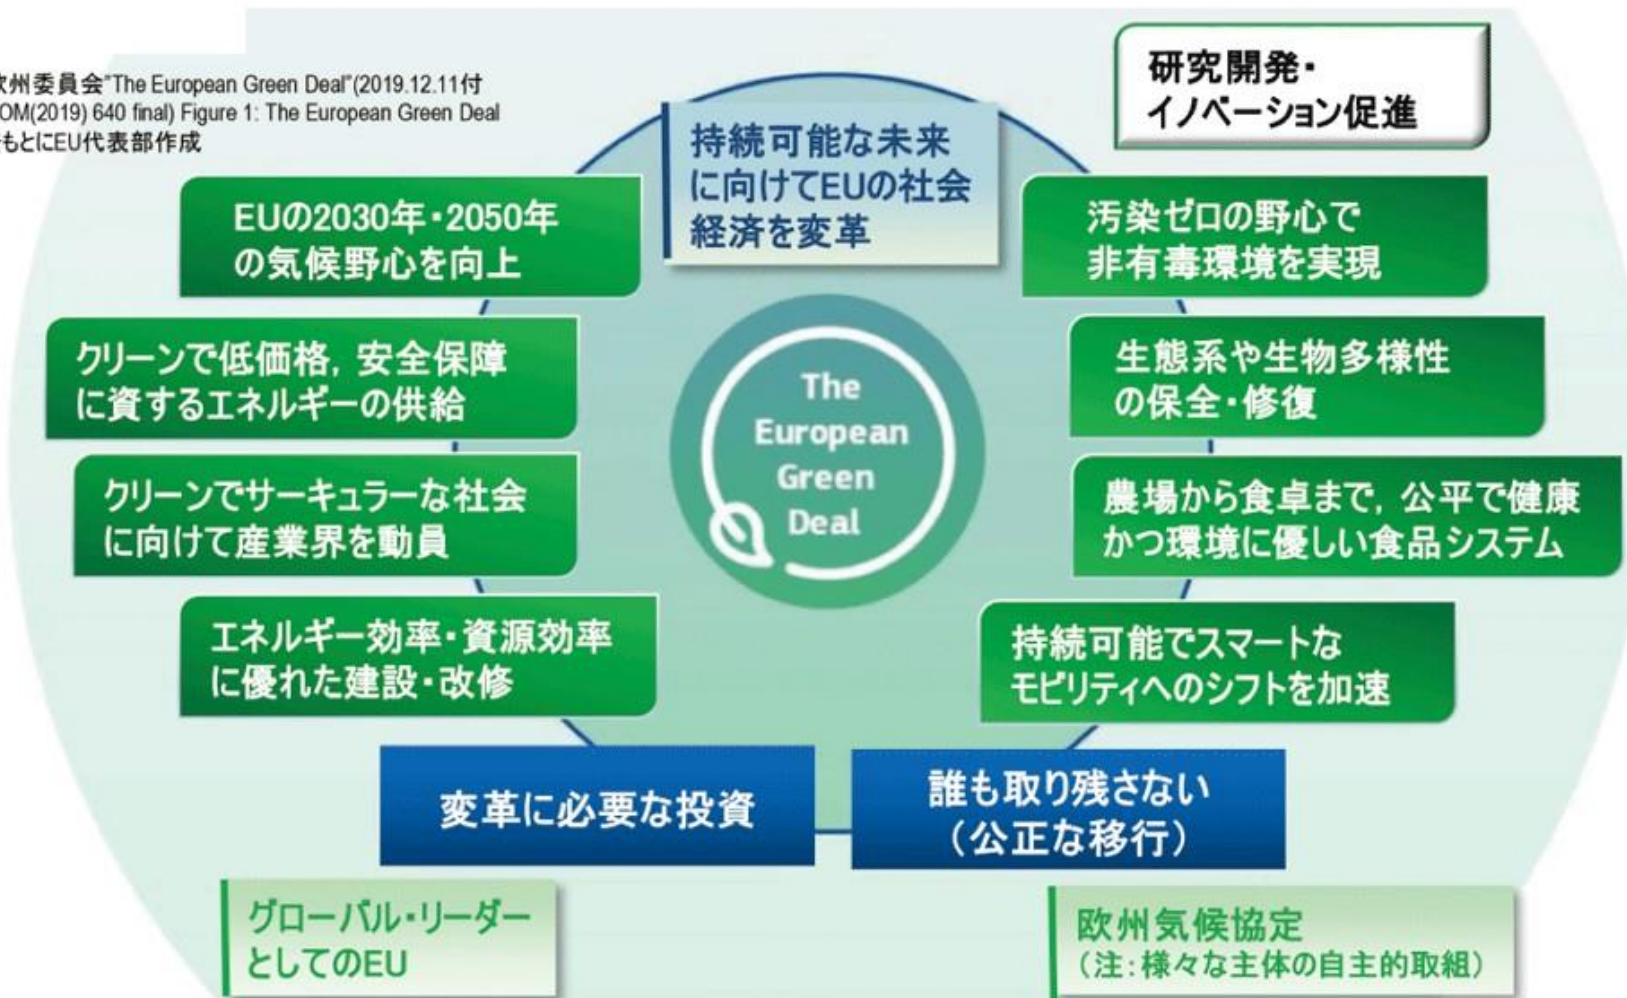 欧州委員会"The European Green Deal"(2019.12.11付
OM(2019) 640 final) Figure 1: The European Green Deal
をもとにEU代表部作成
研究開発・
イノベーション促進
持続可能な未来
に向けてEUの社会
経済を変革
EUの2030年・2050年
の気候野心を向上
汚染ゼロの野心で
非有毒環境を実現
クリーンで低価格，安全保障
に資するエネルギーの供給
生態系や生物多様性
の保全・修復
The
European
Green
Deal
クリーンでサーキュラーな社会
に向けて産業界を動員
農場から食卓まで，公平で健康
かつ環境に優しい食品システム
エネルギー効率・資源効率
に優れた建設・改修
持続可能でスマートな
モビリティへのシフトを加速
変革に必要な投資
誰も取り残さない
（公正な移行）
グローバル・リーダー
としてのEU
欧州気候協定
（注：様々な主体の自主的取組）